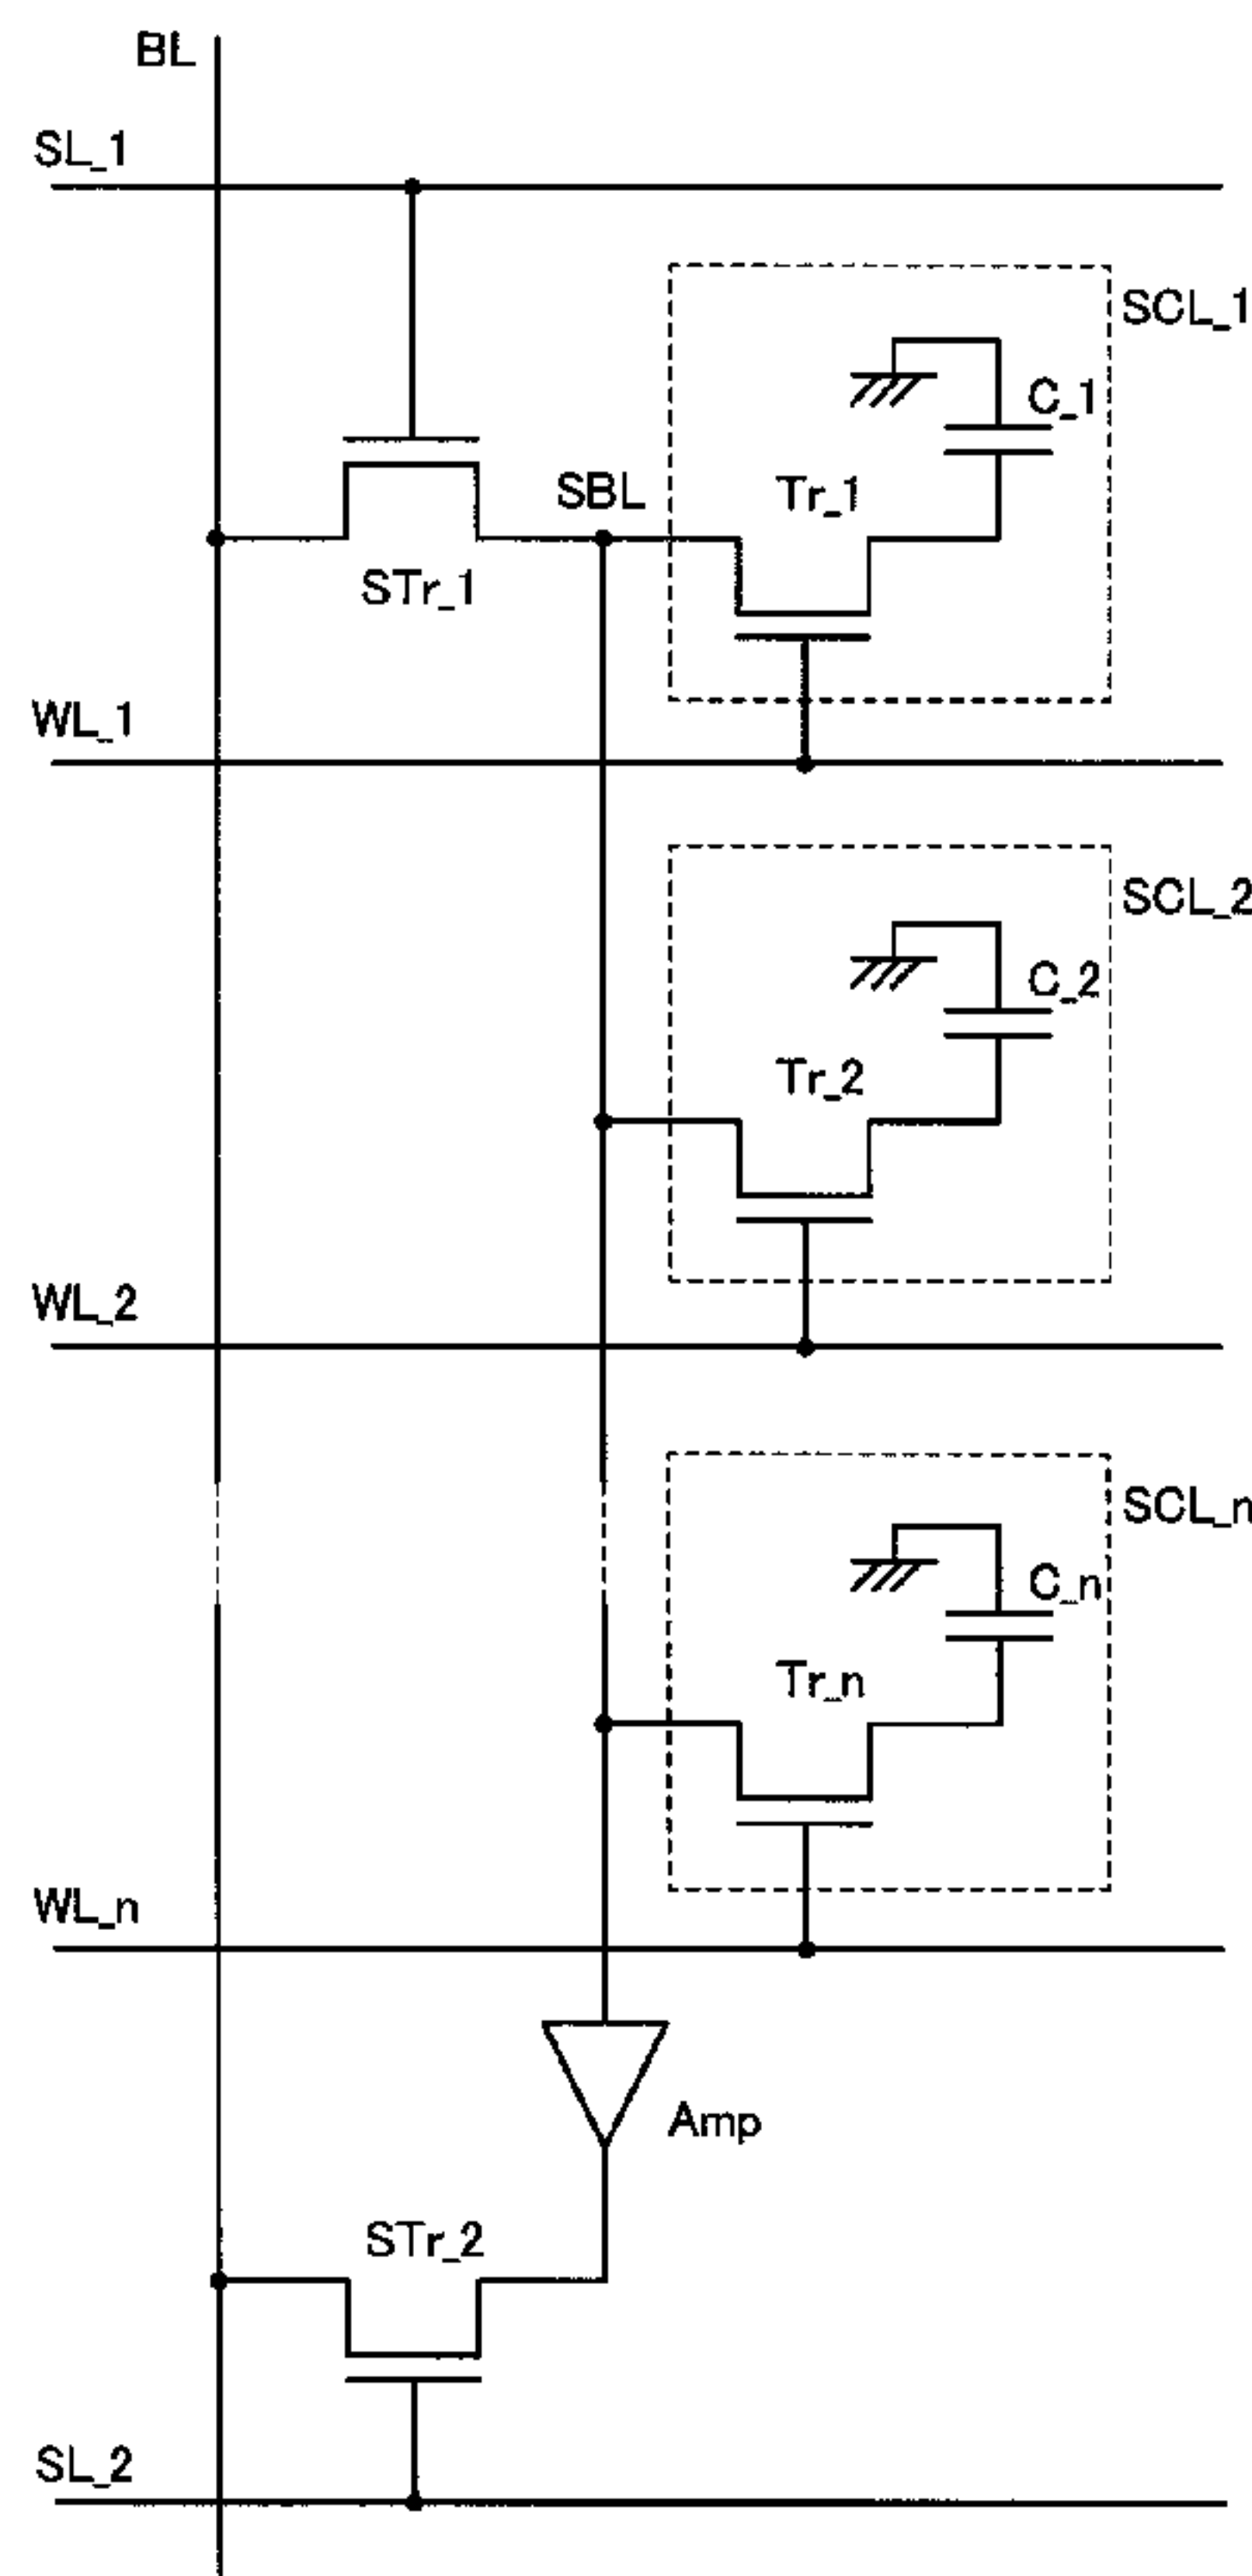 BL
SL_1
SCL_1
C_1
Tr_1
SBL
STr_1
WL_1
SCL_2
C_2
Tr_2
WL_2
SCL_n
C_n
Tr_n
WL_n
Amp
STr_2
SL_2